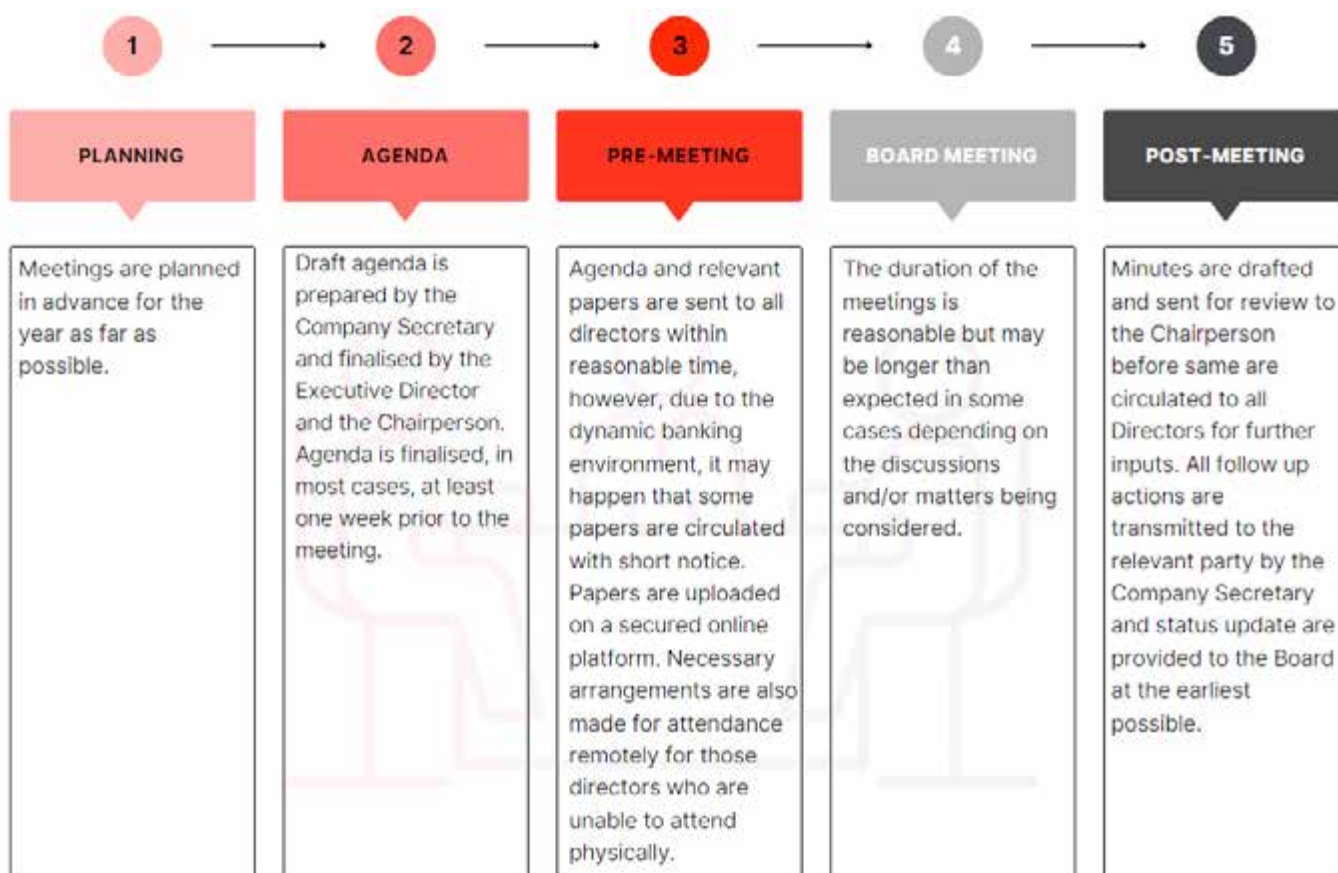 1
2
3
4
5
PLANNING
AGENDA
PRE-MEETING
BOARD MEETING
POST-MEETING
Meetings are planned
in advance for the
year as far as
possible.
Draft agenda is
prepared by the
Company Secretary
and finalised by the
Executive Director
and the Chairperson.
Agenda is finalised, in
most cases, at least
one week prior to the
meeting.
Agenda and relevant
papers are sent to all
directors within
reasonable time,
however, due to the
dynamic banking
environment, it may
happen that some
papers are circulated
with short notice.
Papers are uploaded
on a secured online
platform. Necessary
arrangements are also
made for attendance
remotely for those
directors who are
unable to attend
physically.
The duration of the
meetings is
reasonable but may
be longer than
expected in some
cases depending on
the discussions
and/or matters being
considered.
Minutes are drafted
and sent for review to
the Chairperson
before same are
circulated to all
Directors for further
inputs. All follow up
actions are
transmitted to the
relevant party by the
Company Secretary
and status update are
provided to the Board
at the earliest
possible.